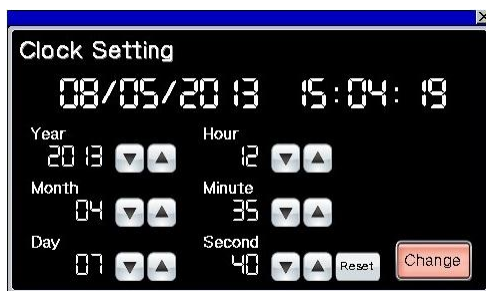 Clock Setting
08/05/2013 15:04:19
Year Hour
2013 12
Month Minute
04 35
Day Second
07 40 Reset Change